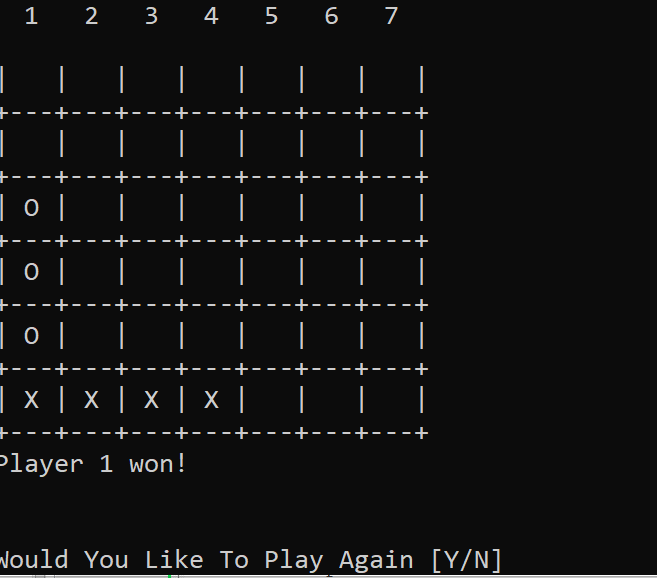 1 2 3 4 5 6 7
| | | | | | | |
+---+---+---+---+---+---+---+
| | | | | | | |
+---+---+---+---+---+---+---+
| O | | | | | | |
+---+---+---+---+---+---+---+
| O | | | | | | |
+---+---+---+---+---+---+---+
| O | | | | | | |
+---+---+---+---+---+---+---+
| X | X | X | X | | | |
+---+---+---+---+---+---+---+
Player 1 won!
Would You Like To Play Again [Y/N]